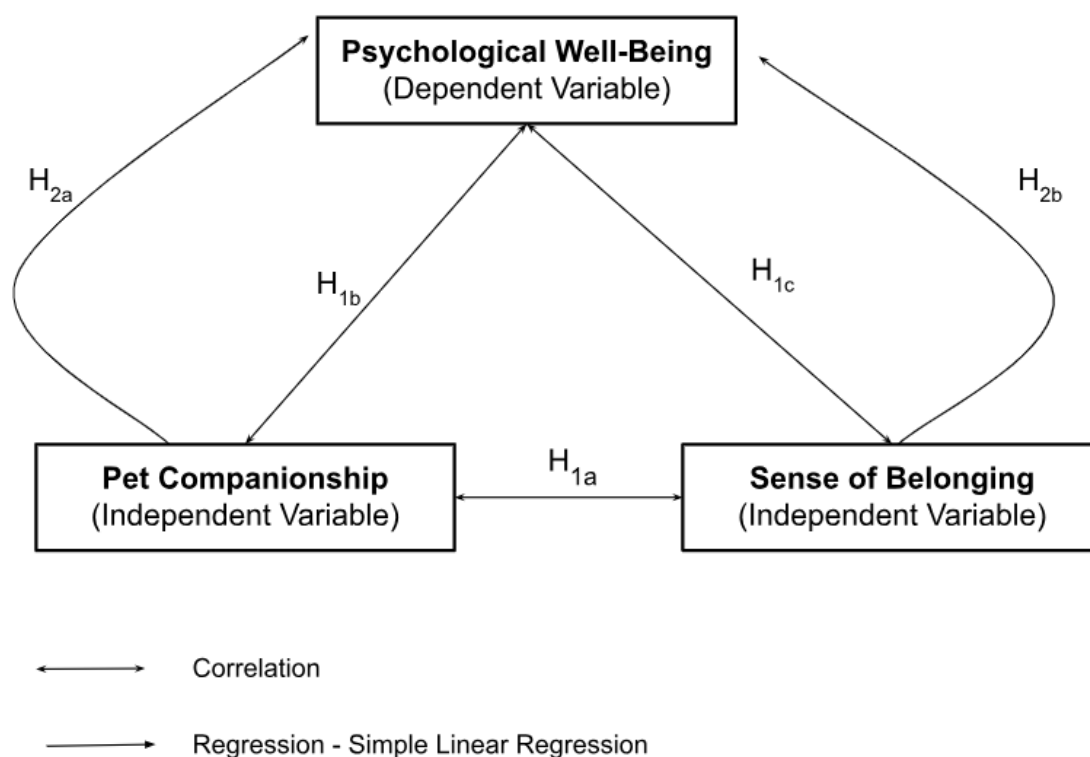 Psychological Well-Being
(Dependent Variable)
H2a
H2b
H1b
H1c
Pet Companionship
(Independent Variable)
H1a
Sense of Belonging
(Independent Variable)
Correlation
Regression - Simple Linear Regression